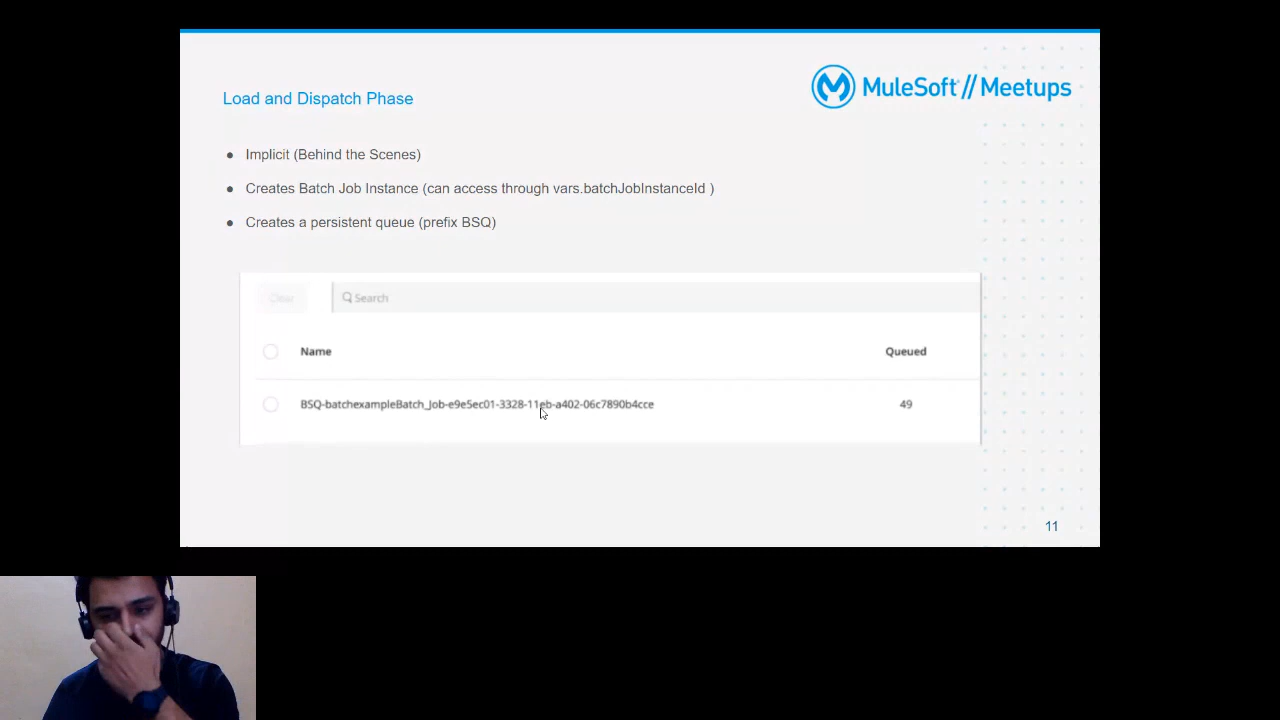 MuleSoft // Meetups
Load and Dispatch Phase
● Implicit (Behind the Scenes)
● Creates Batch Job Instance (can access through vars.batchJobInstanceId )
● Creates a persistent queue (prefix BSQ)
Clear Search
Name Queued
BSQ-batchexampleBatch_Job-e9e5ec01-3328-11eb-a402-06c7890b4cce 49
11